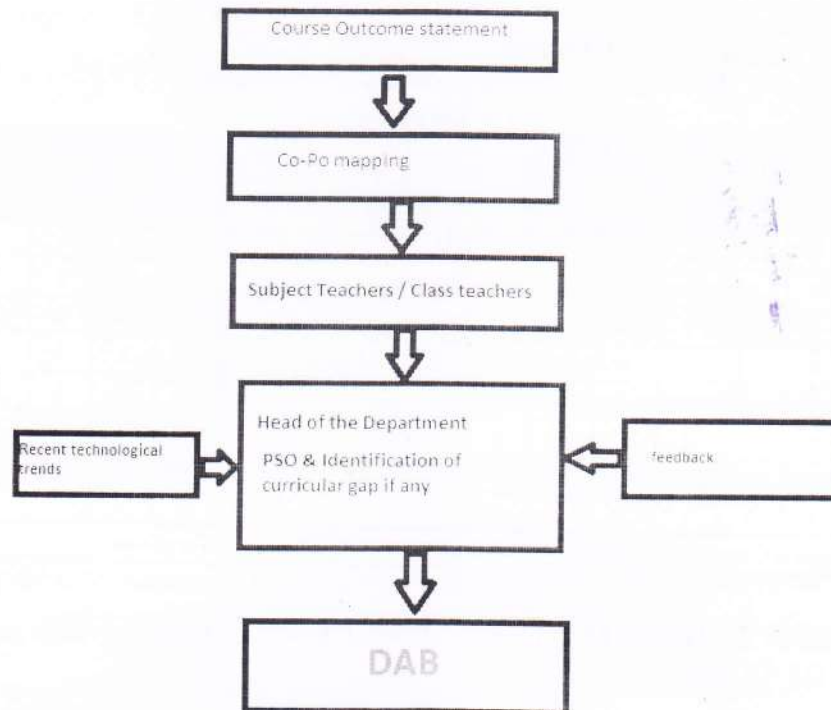 Course Outcome statement
Co-Po mapping
Subject Teachers / Class teachers
Head of the Department
PSO & Identification of
curricular gap if any
Recent technological
trends
feedback
DAB